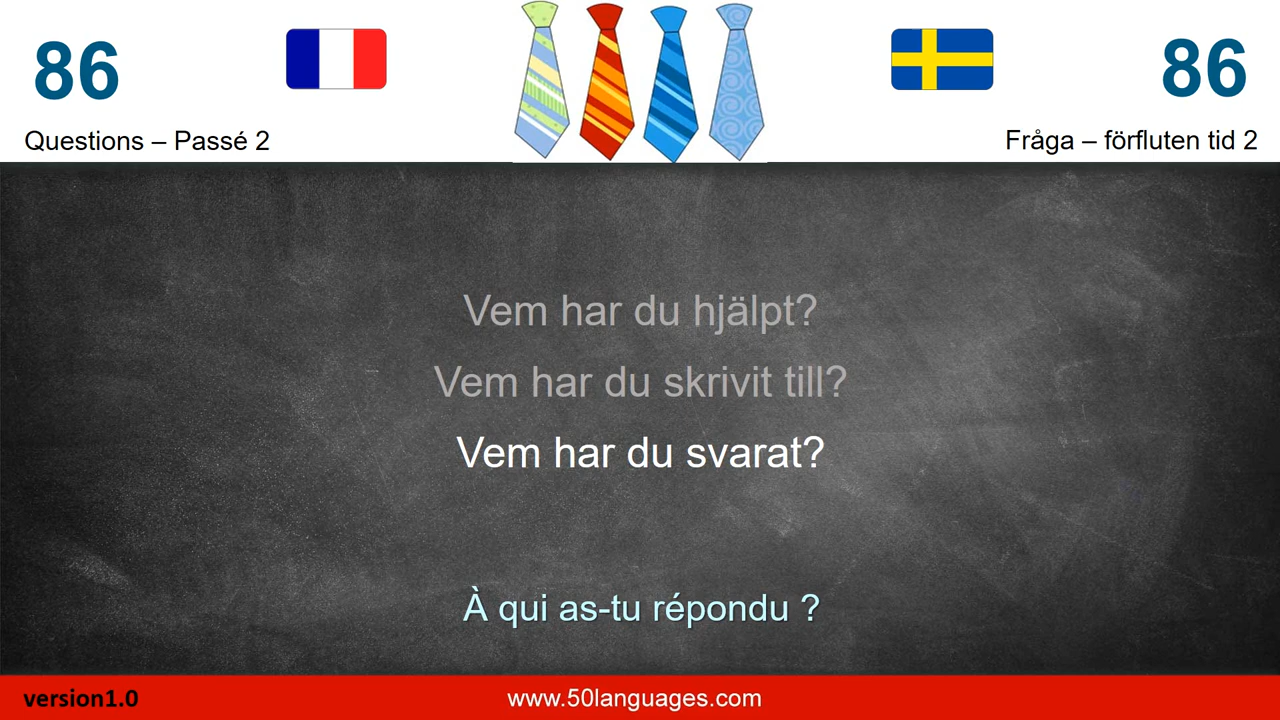 86
86
Questions – Passé 2
Fråga – förfluten tid 2
Vem har du hjälpt?
Vem har du skrivit till?
Vem har du svarat?
À qui as-tu répondu ?
version1.0
www.50languages.com